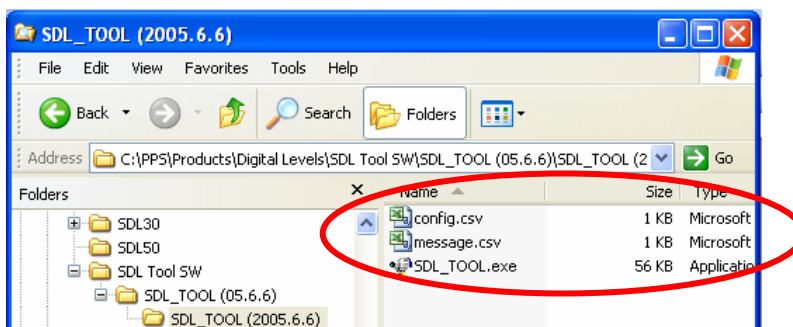 SDL_TOOL (2005.6.6)
File Edit View Favorites Tools Help
Back Search Folders
Address C:\PPS\Products\Digital Levels\SDL Tool SW\SDL_TOOL (05.6.6)\SDL_TOOL (2 Go
Folders Name Size Type
SDL30 config.csv 1 KB Microsoft
SDL50 message.csv 1 KB Microsoft
SDL Tool SW SDL_TOOL.exe 56 KB Applicatio
SDL_TOOL (05.6.6)
SDL_TOOL (2005.6.6)